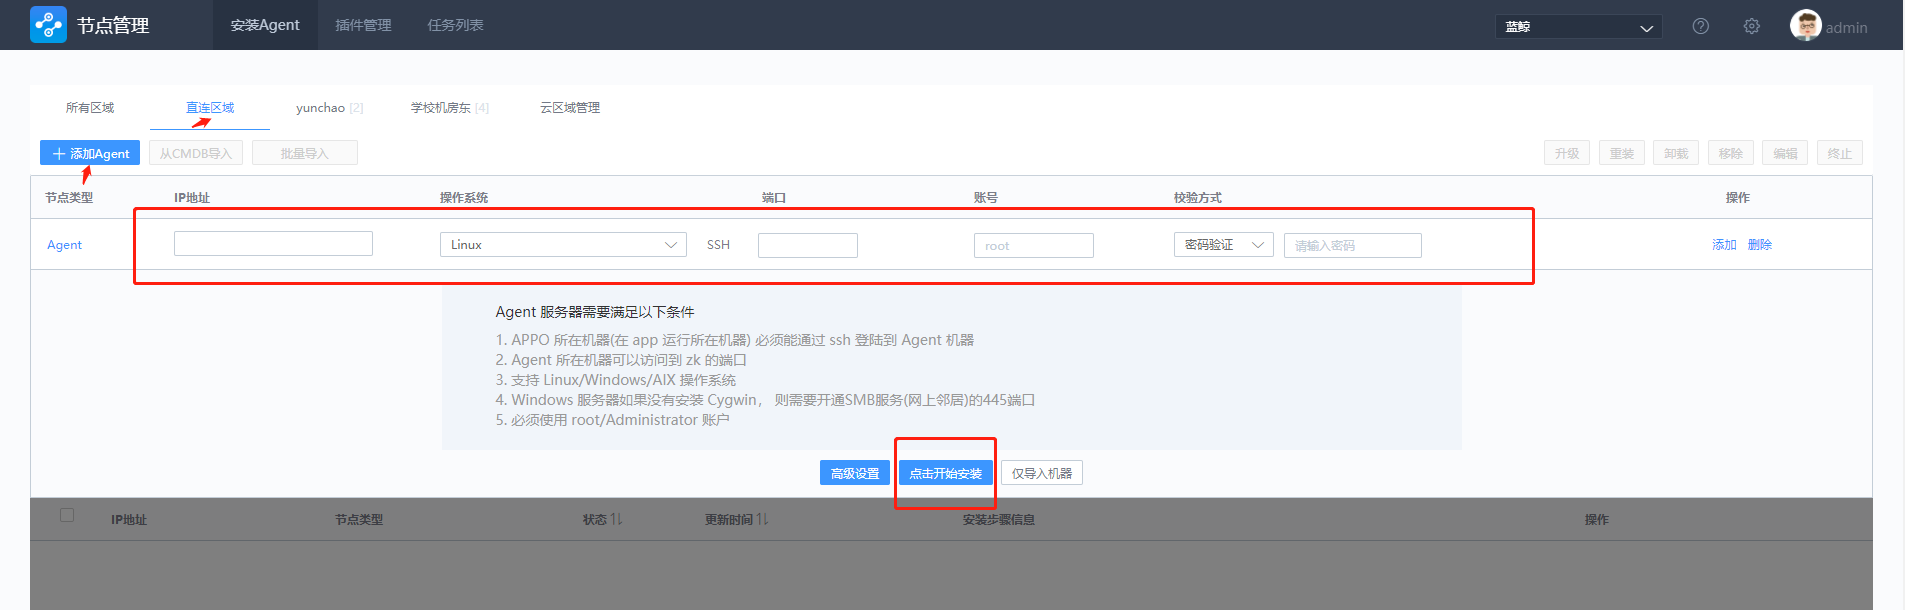 节点管理 安装Agent 插件管理 任务列表 蓝鲸 admin
所有区域 直连区域 yunchao [2] 学校机房东 [4] 云区域管理
添加Agent 从CMDB导入 批量导入 升级 重装 卸载 移除 编辑 终止
节点类型 IP地址 操作系统 端口 账号 校验方式 操作
Agent Linux SSH root 密码验证 请输入密码 添加 删除
Agent 服务器需要满足以下条件
1. APPO 所在机器(在 app 运行所在机器) 必须能通过 ssh 登陆到 Agent 机器
2. Agent 所在机器可以访问到 zk 的端口
3. 支持 Linux/Windows/AIX 操作系统
4. Windows 服务器如果没有安装 Cygwin， 则需要开通SMB服务(网上邻居)的445端口
5. 必须使用 root/Administrator 账户
高级设置 点击开始安装 仅导入机器
IP地址 节点类型 状态 更新时间 安装步骤信息 操作